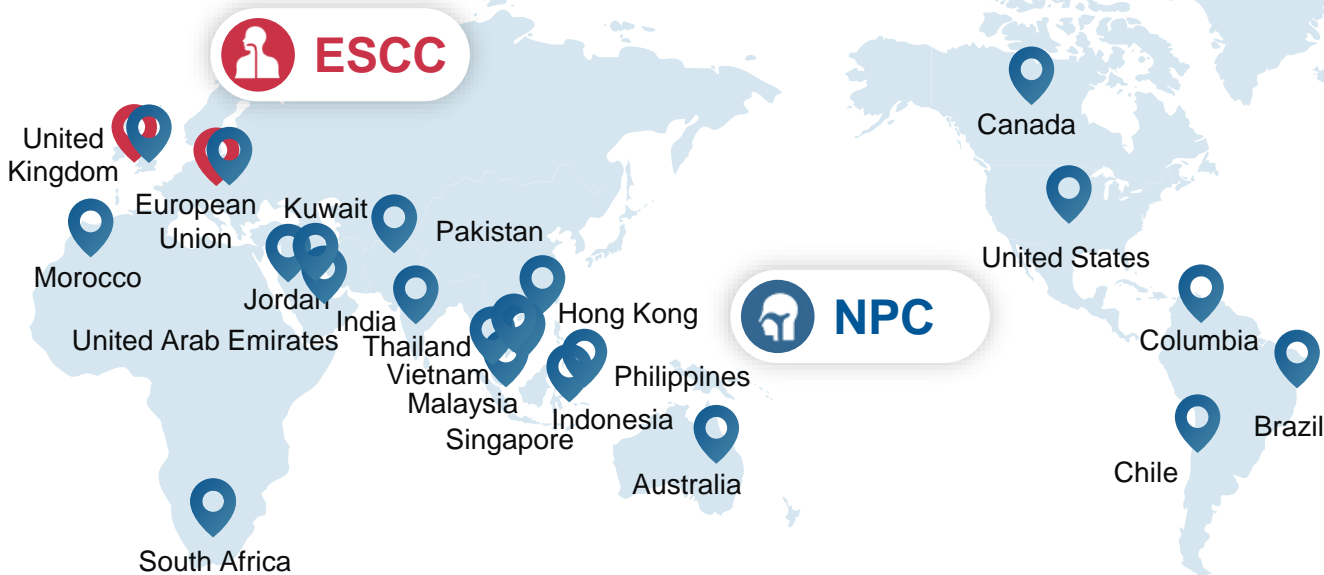 ESCC
United
Kingdom
European
Union
Kuwait
Pakistan
Morocco
Jordan
India
United Arab Emirates
Hong Kong
Thailand
Vietnam
Malaysia
Singapore
Philippines
Indonesia
Australia
South Africa
NPC
Canada
United States
Columbia
Brazil
Chile